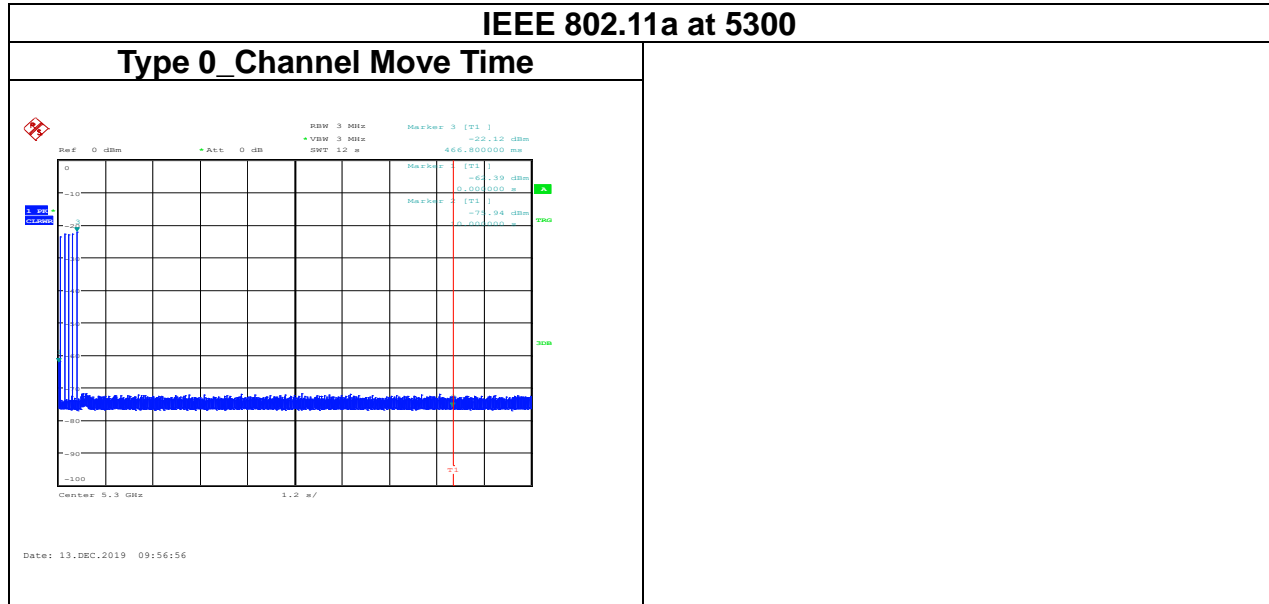 IEEE 802.11a at 5300
Type 0_Channel Move Time
RBW 3 MHz
Marker 3 [T1 ]
*VBW 3 MHz
-22.12 dBm
Ref 0 dBm
*Att 0 dB
SWT 12 s
466.800000 ms
0
Marker 1 [T1 ]
-62.39 dBm
0.000000 s
A
-10
Marker 2 [T1 ]
1 PK
*
-75.94 dBm
CLRWR
10.000000 s
TRG
3
-20
-30
-40
-50
3DB
-60
-70
-80
-90
T1
-100
Center 5.3 GHz
1.2 s/
Date: 13.DEC.2019 09:56:56